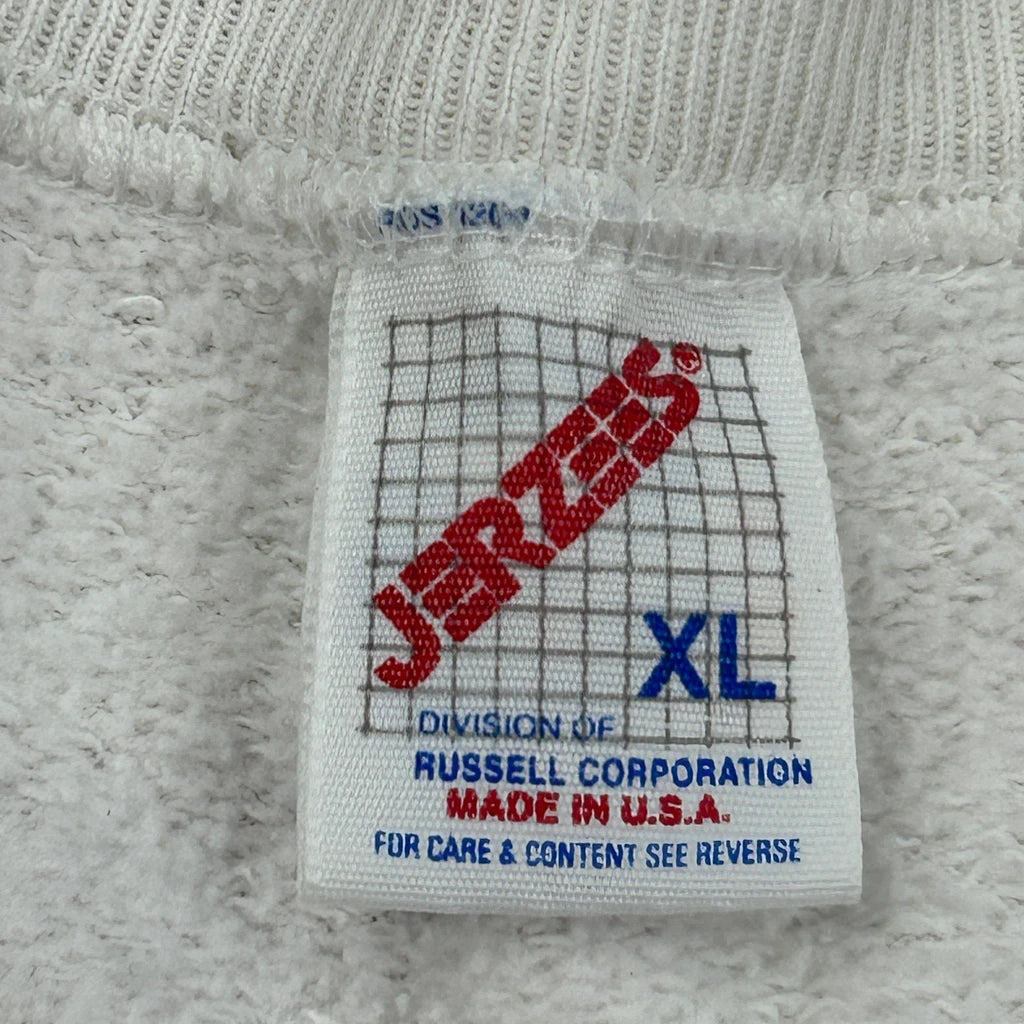 JERZEES®
XL
DIVISION OF
RUSSELL CORPORATION
MADE IN U.S.A.
FOR CARE & CONTENT SEE REVERSE